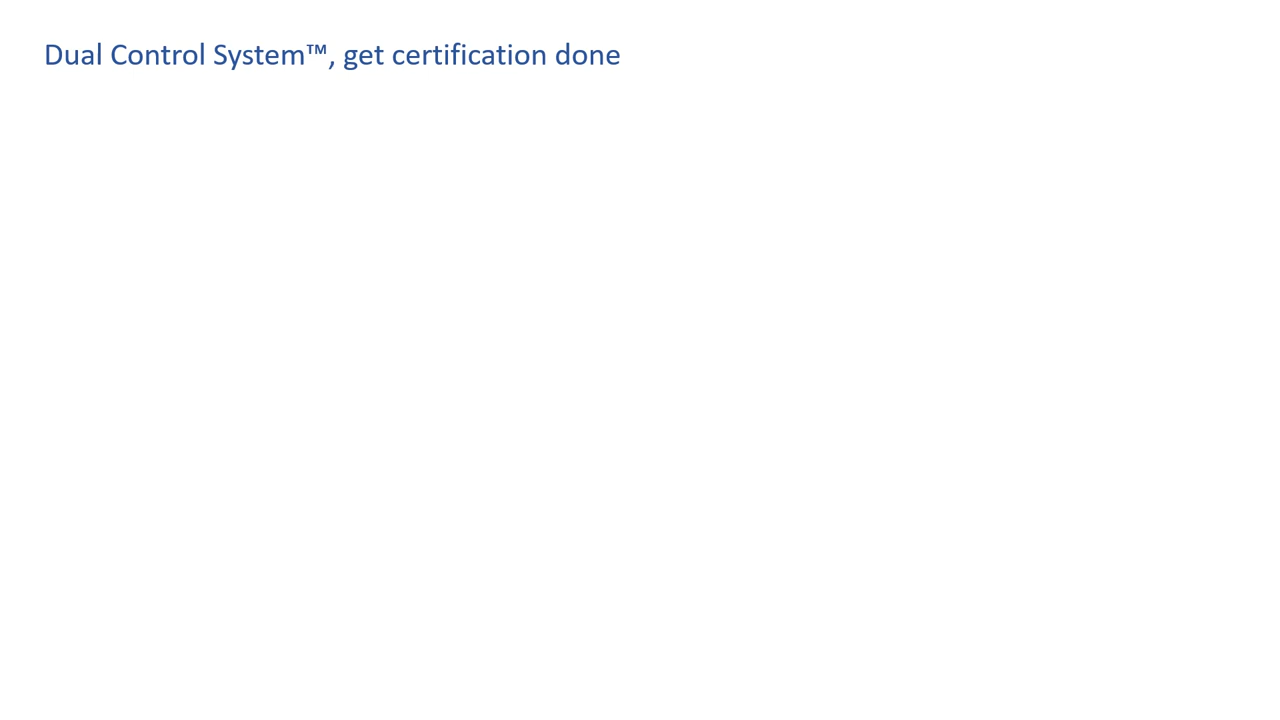 Dual Control System™, get certification done